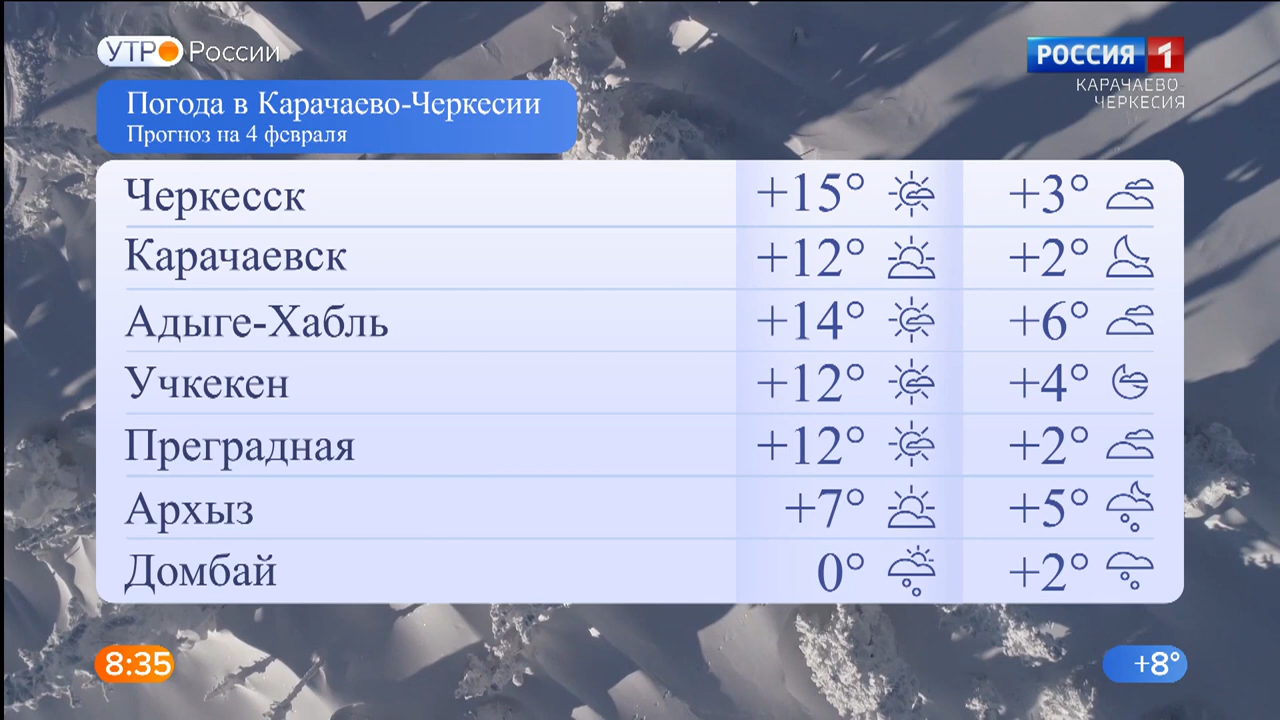 УТРО России
РОССИЯ 1
КАРАЧАЕВО-
ЧЕРКЕСИЯ
Погода в Карачаево-Черкесии
Прогноз на 4 февраля
Черкесск +15° +3°
Карачаевск +12° +2°
Адыге-Хабль +14° +6°
Учкекен +12° +4°
Преградная +12° +2°
Архыз +7° +5°
Домбай 0° +2°
8:35
+8°